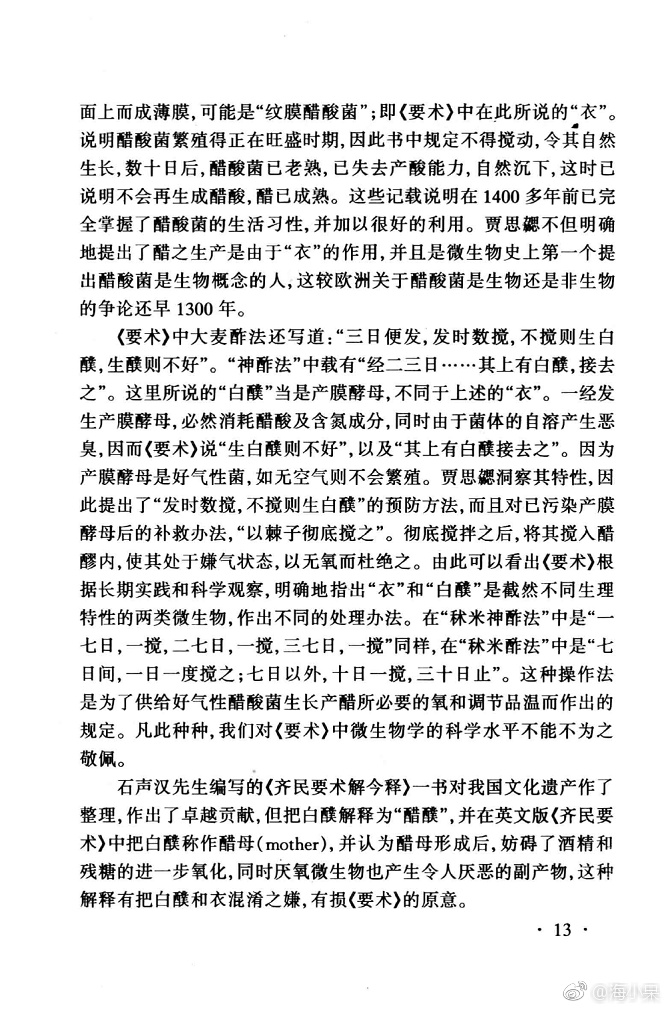 面上而成薄膜,可能是“纹膜醋酸菌”;即《要术》中在此所说的“衣”。
说明醋酸菌繁殖得正在旺盛时期,因此书中规定不得搅动,令其自然
生长,数十日后,醋酸菌已老熟,已失去产酸能力,自然沉下,这时已
说明不会再生成醋酸,醋已成熟。这些记载说明在1400多年前已完
全掌握了醋酸菌的生活习性,并加以很好的利用。贾思勰不但明确
地提出了醋之生产是由于“衣”的作用,并且是微生物史上第一个提
出醋酸菌是生物概念的人,这较欧洲关于醋酸菌是生物还是非生物
的争论还早1300年。
《要术》中大麦酢法还写道:“三日便发,发时数搅,不搅则生白
醭,生醭则不好”。“神酢法”中载有“经二三日……其上有白醭,接去
之”。这里所说的“白醭”当是产膜酵母,不同于上述的“衣”。一经发
生产膜酵母,必然消耗醋酸及含氮成分,同时由于菌体的自溶产生恶
臭,因而《要术》说“生白醭则不好”,以及“其上有白醭接去之”。因为
产膜酵母是好气性菌,如无空气则不会繁殖。贾思勰洞察其特性,因
此提出了“发时数搅,不搅则生白醭”的预防方法,而且对已污染产膜
酵母后的补救办法,“以棘子彻底搅之”。彻底搅拌之后,将其搅入醋
醪内,使其处于嫌气状态,以无氧而杜绝之。由此可以看出《要术》根
据长期实践和科学观察,明确地指出“衣”和“白醭”是截然不同生理
特性的两类微生物,作出不同的处理办法。在“秫米神酢法”中是“一
七日,一搅,二七日,一搅,三七日,一搅”同样,在“秫米酢法”中是“七
日间,一日一度搅之;七日以外,十日一搅,三十日止”。这种操作法
是为了供给好气性醋酸菌生长产醋所必要的氧和调节品温而作出的
规定。凡此种种,我们对《要术》中微生物学的科学水平不能不为之
敬佩。
石声汉先生编写的《齐民要术解今释》一书对我国文化遗产作了
整理,作出了卓越贡献,但把白醭解释为“醋醭”,并在英文版《齐民要
术》中把白醭称作醋母(mother),并认为醋母形成后,妨碍了酒精和
残糖的进一步氧化,同时厌氧微生物也产生令人厌恶的副产物,这种
解释有把白醭和衣混淆之嫌,有损《要术》的原意。
·13·
@海小呆